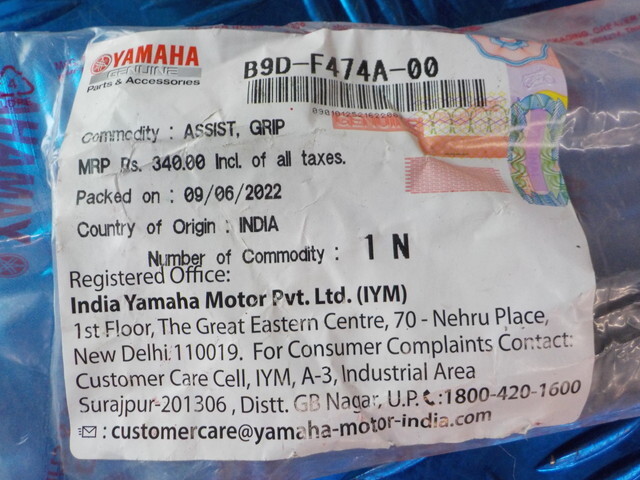 YAMAHA
GENUINE
Parts & Accessories
B9D-F474A-00
GENUINE
Commodity : ASSIST, GRIP
MRP Rs. 340.00 Incl. of all taxes.
Packed on : 09/06/2022
Country of Origin : INDIA
Number of Commodity : 1 N
Registered Office:
India Yamaha Motor Pvt. Ltd. (IYM)
1st Floor, The Great Eastern Centre, 70 - Nehru Place,
New Delhi 110019. For Consumer Complaints Contact:
Customer Care Cell, IYM, A-3, Industrial Area
Surajpur-201306 , Distt. GB Nagar, U.P. :1800-420-1600
: customercare@yamaha-motor-india.com
YAMAHA